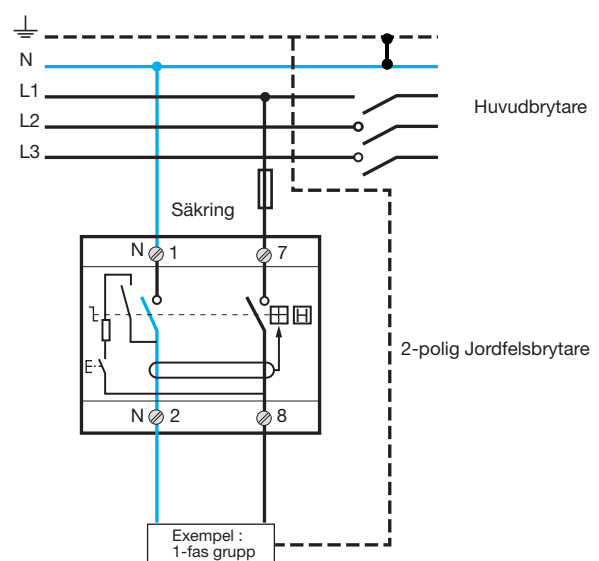 N
L1
L2
L3
Huvudbrytare
Säkring
N 1
7
H
E
2-polig Jordfelsbrytare
N 2
8
Exempel :
1-fas grupp